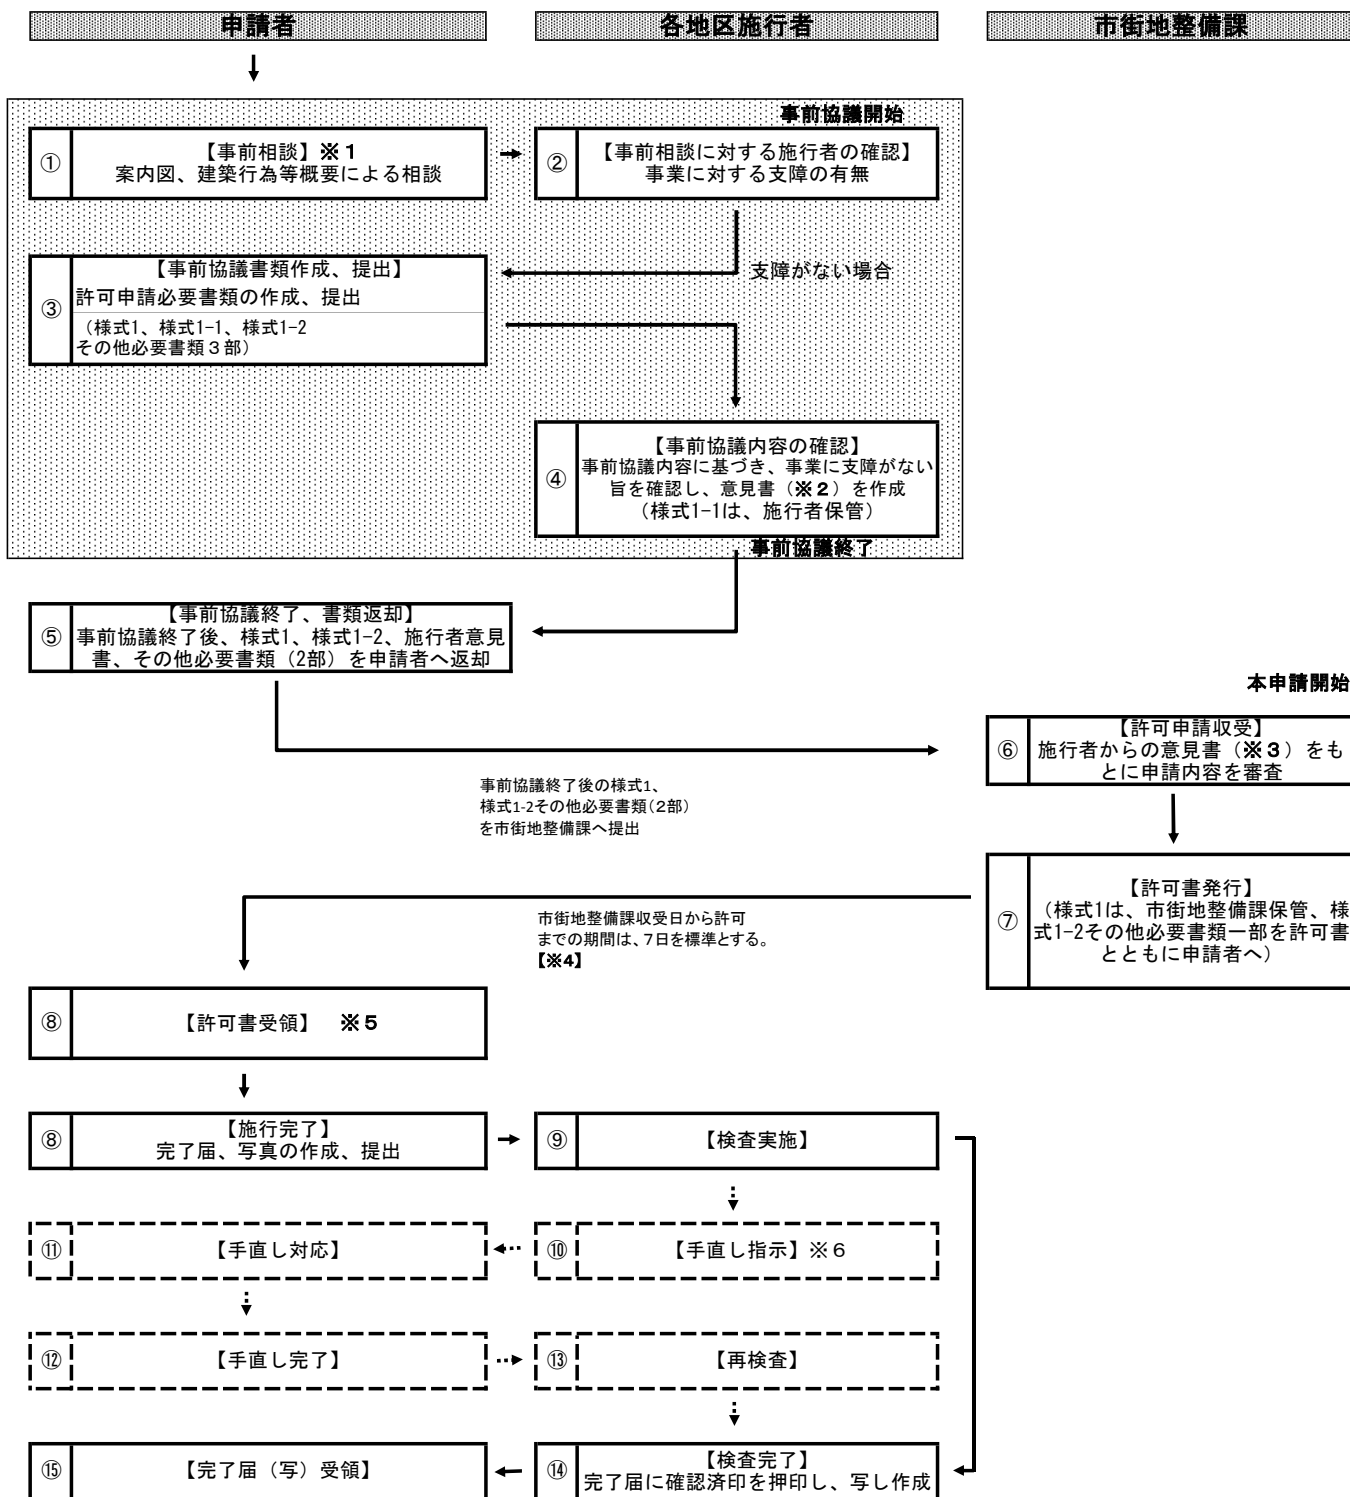 申請者
各地区施行者
市街地整備課
事前協議開始
①
【事前相談】※１
案内図、建築行為等概要による相談
②
【事前相談に対する施行者の確認】
事業に対する支障の有無
支障がない場合
③
【事前協議書類作成、提出】
許可申請必要書類の作成、提出
（様式1、様式1-1、様式1-2
その他必要書類３部）
④
【事前協議内容の確認】
事前協議内容に基づき、事業に支障がない
旨を確認し、意見書（※２）を作成
（様式1-1は、施行者保管）
事前協議終了
⑤
【事前協議終了、書類返却】
事前協議終了後、様式1、様式1-2、施行者意見
書、その他必要書類（2部）を申請者へ返却
本申請開始
⑥
【許可申請収受】
施行者からの意見書（※３）をも
とに申請内容を審査
事前協議終了後の様式1、
様式1-2その他必要書類（２部）
を市街地整備課へ提出
⑦
【許可書発行】
（様式1は、市街地整備課保管、様
式1-2その他必要書類一部を許可書
とともに申請者へ）
市街地整備課収受日から許可
までの期間は、７日を標準とする。
【※4】
⑧
【許可書受領】　※５
⑧
【施行完了】
完了届、写真の作成、提出
⑨
【検査実施】
⑪
【手直し対応】
⑩
【手直し指示】※６
⑫
【手直し完了】
⑬
【再検査】
⑮
【完了届（写）受領】
⑭
【検査完了】
完了届に確認済印を押印し、写し作成